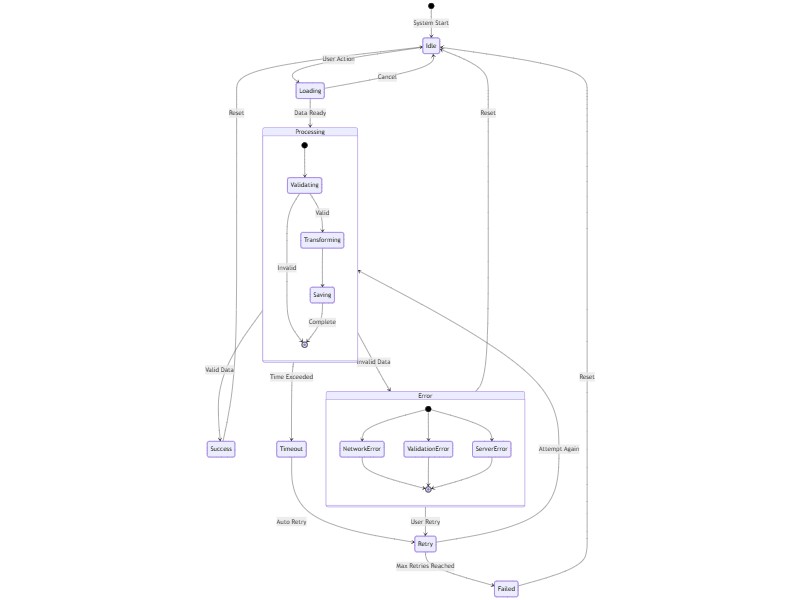 System Start
Idle
User Action
Cancel
Loading
Reset
Data Ready
Reset
Processing
Validating
Valid
Transforming
Invalid
Saving
Complete
Valid Data
Time Exceeded
Invalid Data
Reset
Error
Success
Timeout
NetworkError
ValidationError
ServerError
Attempt Again
Auto Retry
User Retry
Retry
Max Retries Reached
Failed